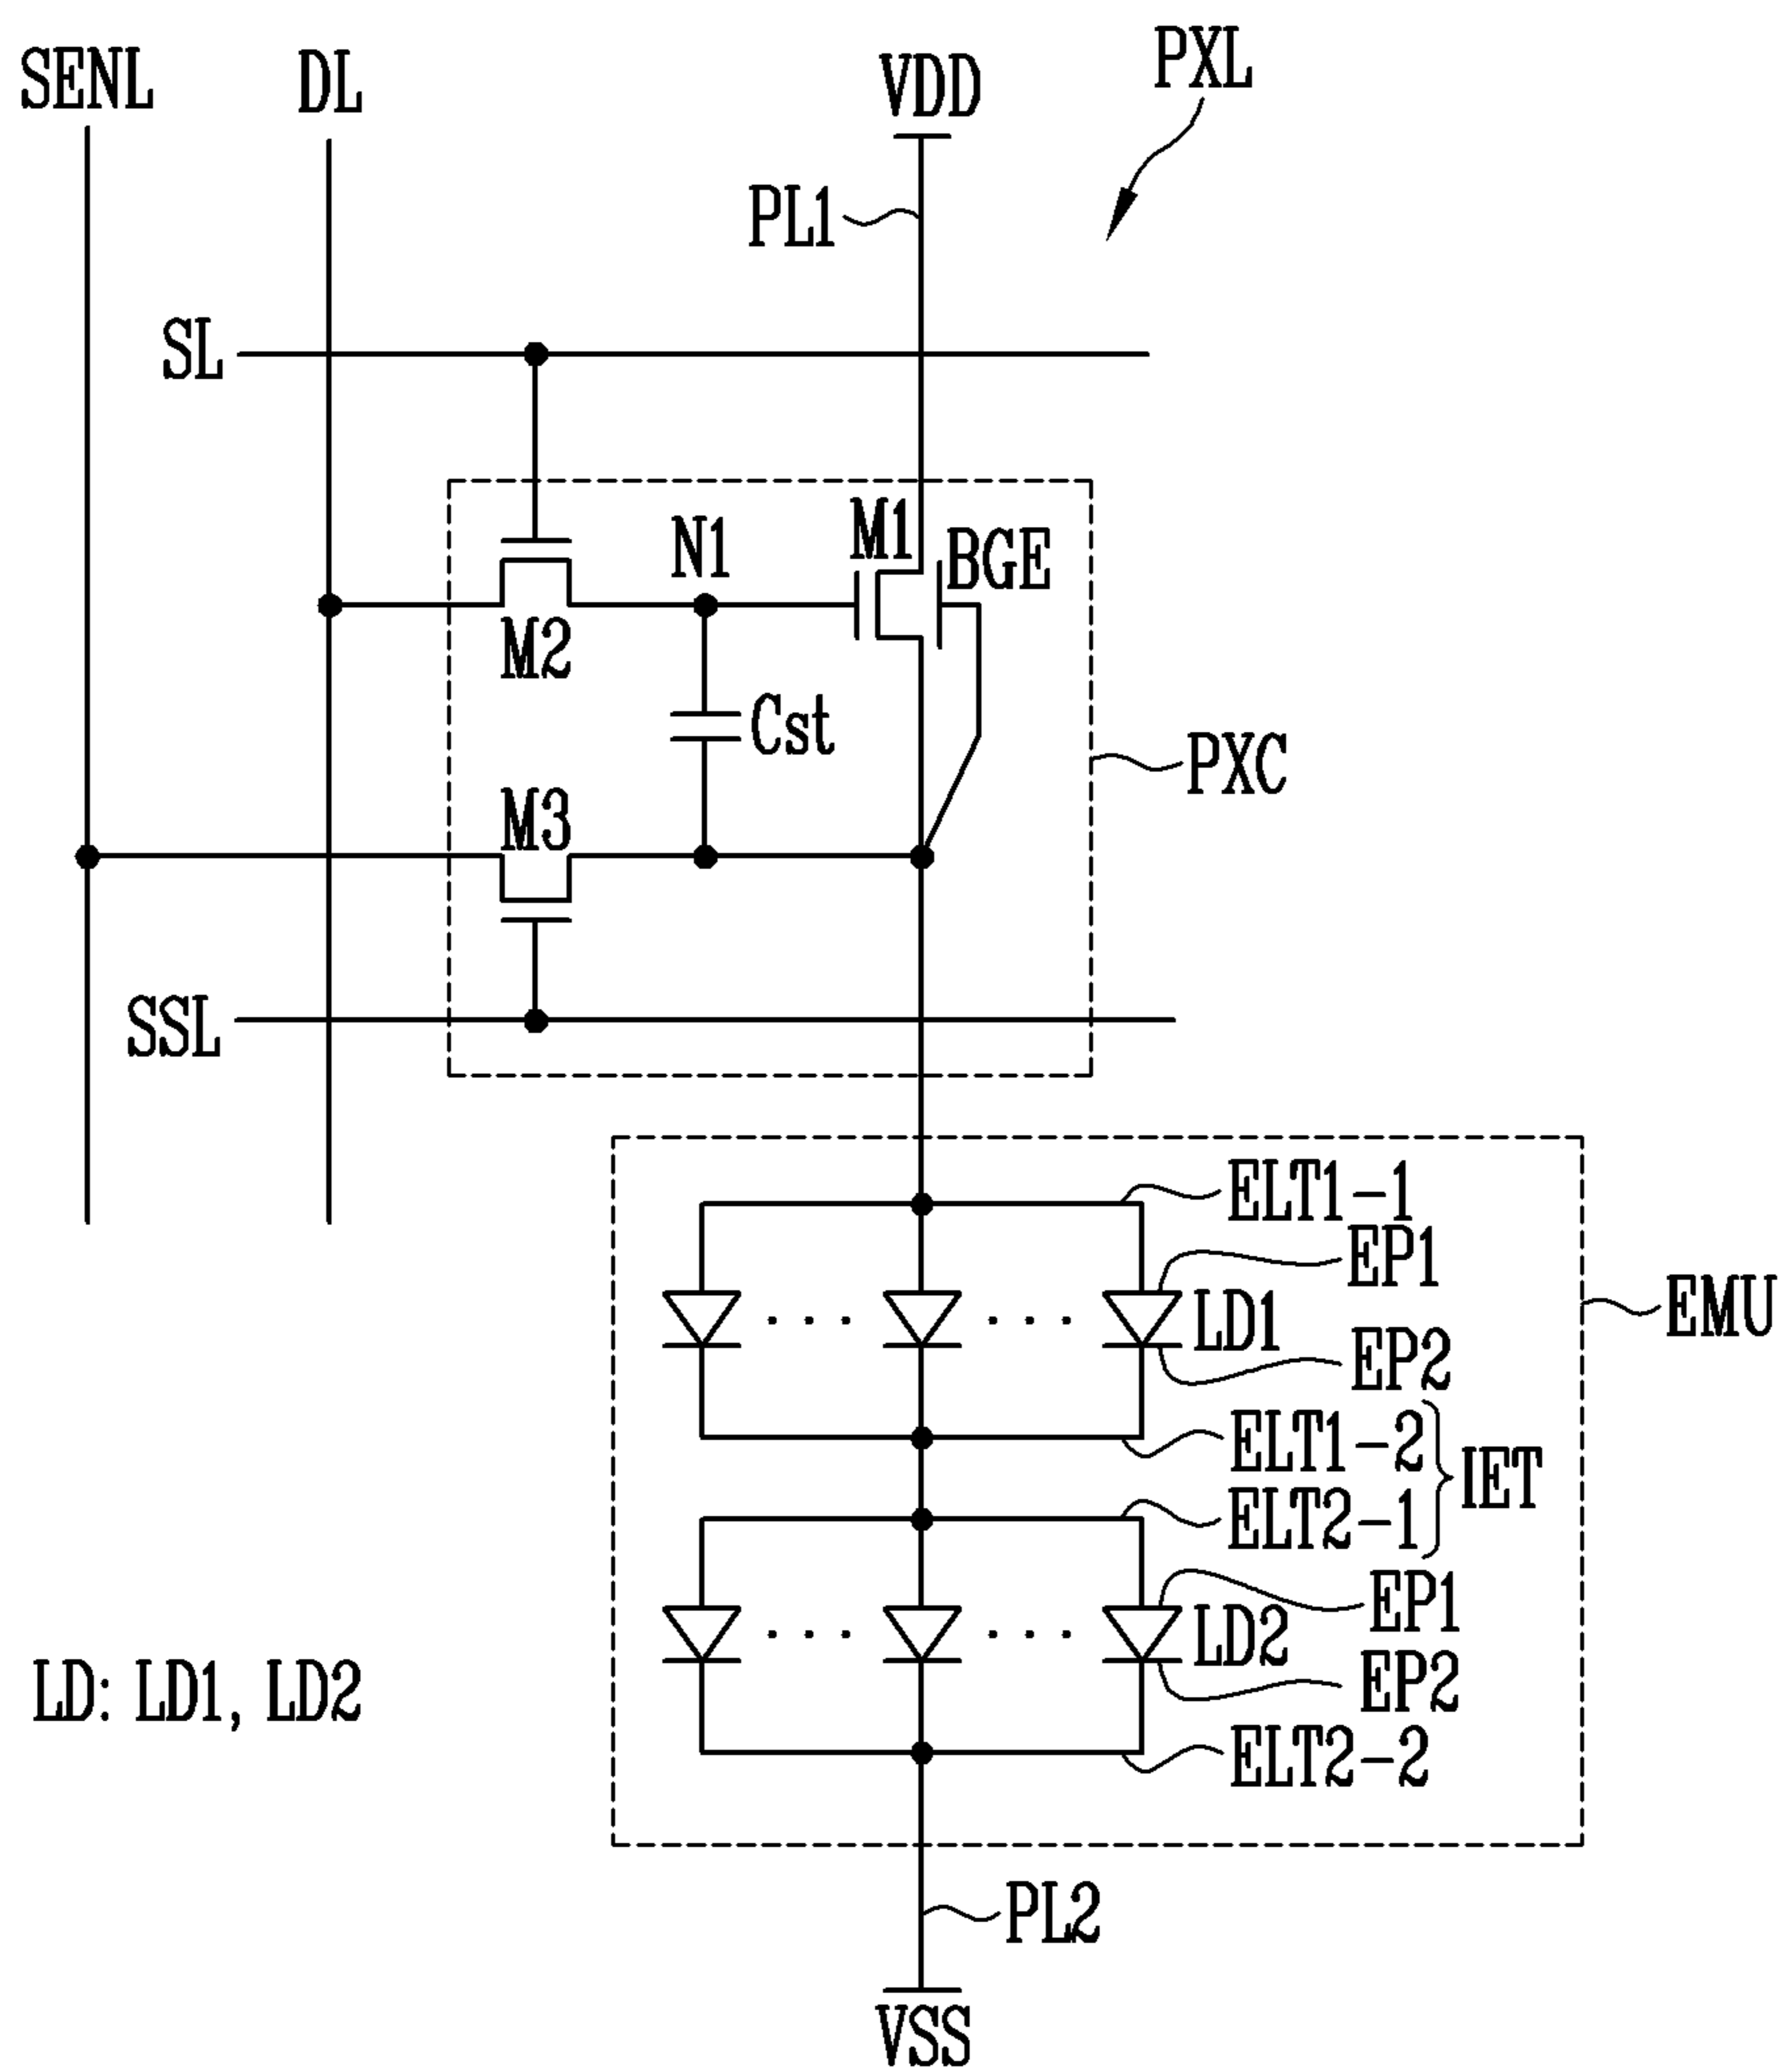 SENL
DL
VDD
PXL
PL1
SL
N1
M1
BGE
M2
Cst
PXC
M3
SSL
ELT1-1
EP1
LD1
EMU
EP2
ELT1-2
IET
ELT2-1
EP1
LD2
EP2
LD: LD1, LD2
ELT2-2
PL2
VSS